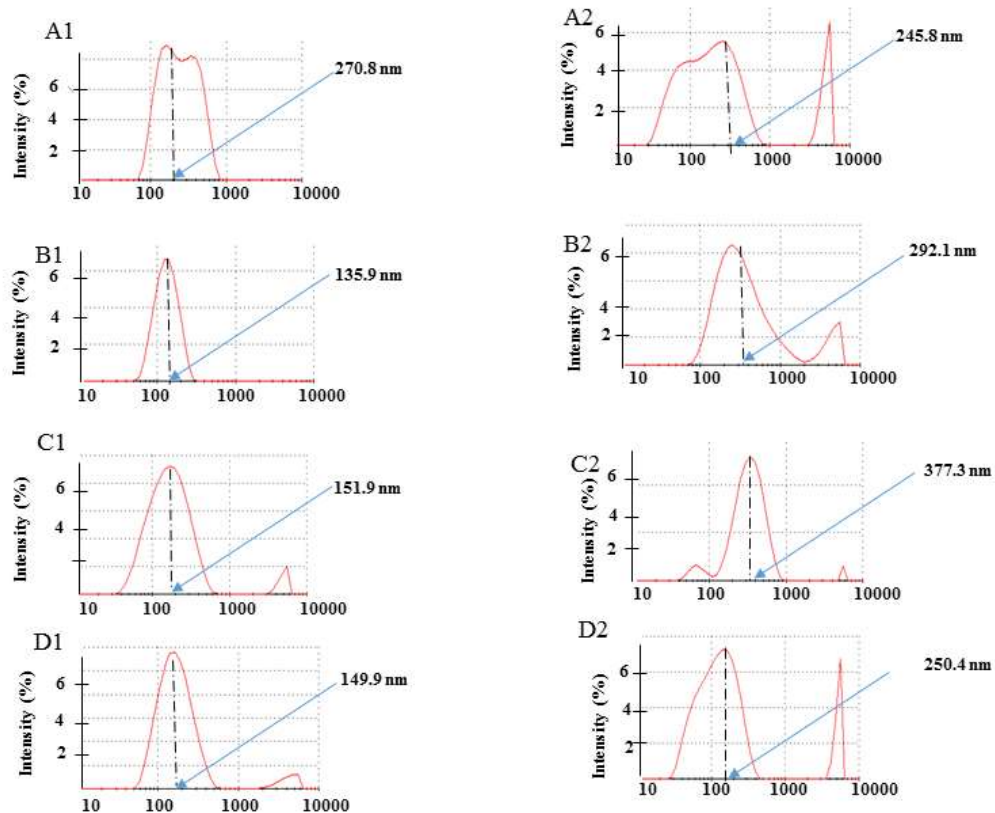 A1
Intensity (%)
6
4
2
10 100 1000 10000
270.8 nm
A2
Intensity (%)
6
4
2
10 100 1000 10000
245.8 nm
B1
Intensity (%)
6
4
2
10 100 1000 10000
135.9 nm
B2
Intensity (%)
6
4
2
10 100 1000 10000
292.1 nm
C1
Intensity (%)
6
4
2
10 100 1000 10000
151.9 nm
C2
Intensity (%)
6
4
2
10 100 1000 10000
377.3 nm
D1
Intensity (%)
6
4
2
10 100 1000 10000
149.9 nm
D2
Intensity (%)
6
4
2
10 100 1000 10000
250.4 nm